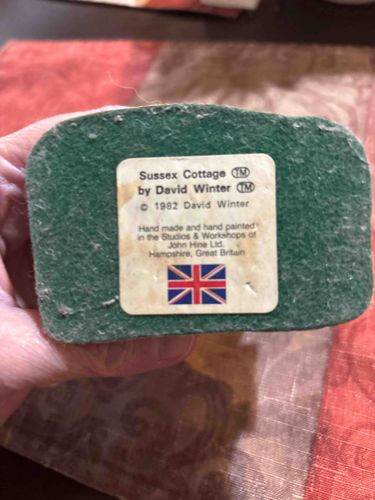 Sussex Cottage ™
by David Winter ™
© 1982 David Winter
Hand made and hand painted
in the Studios & Workshops of
John Hine Ltd.
Hampshire, Great Britain